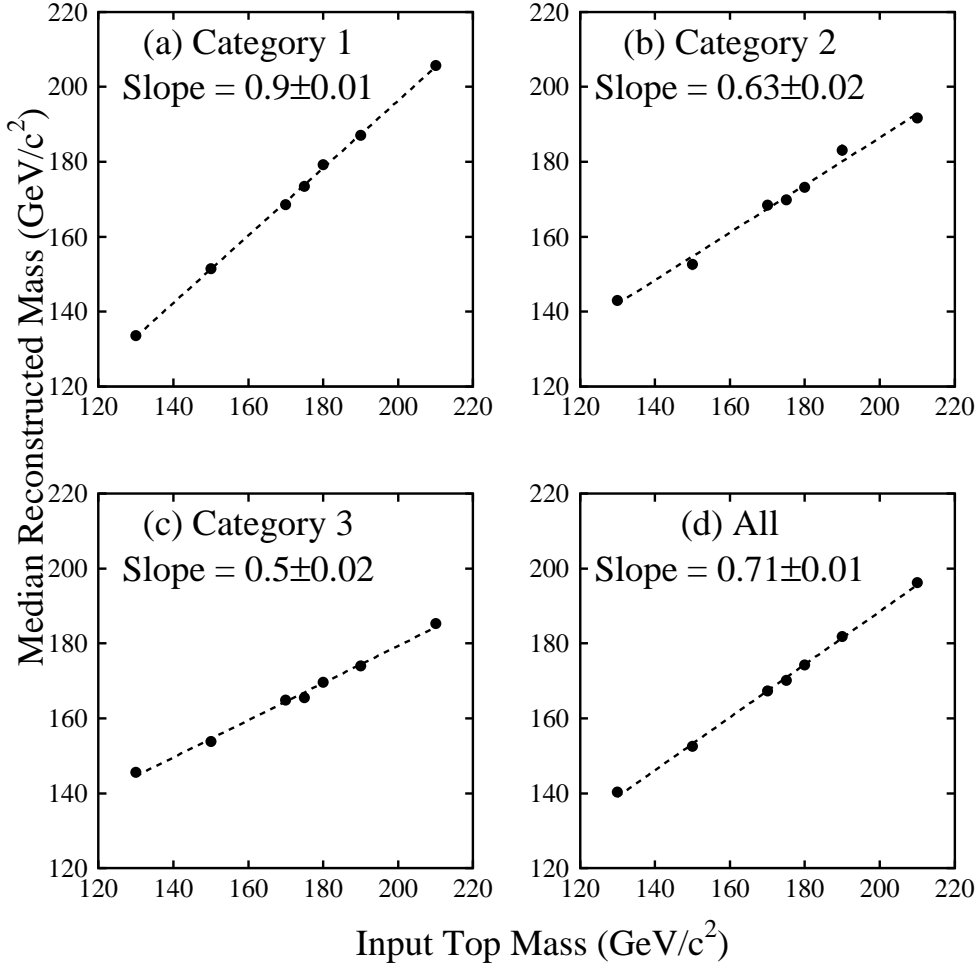 Median Reconstructed Mass (GeV/c²)
(a) Category 1
Slope = 0.9±0.01
220
200
180
160
140
120
120 140 160 180 200 220
(b) Category 2
Slope = 0.63±0.02
220
200
180
160
140
120
120 140 160 180 200 220
(c) Category 3
Slope = 0.5±0.02
220
200
180
160
140
120
120 140 160 180 200 220
(d) All
Slope = 0.71±0.01
220
200
180
160
140
120
120 140 160 180 200 220
Input Top Mass (GeV/c²)